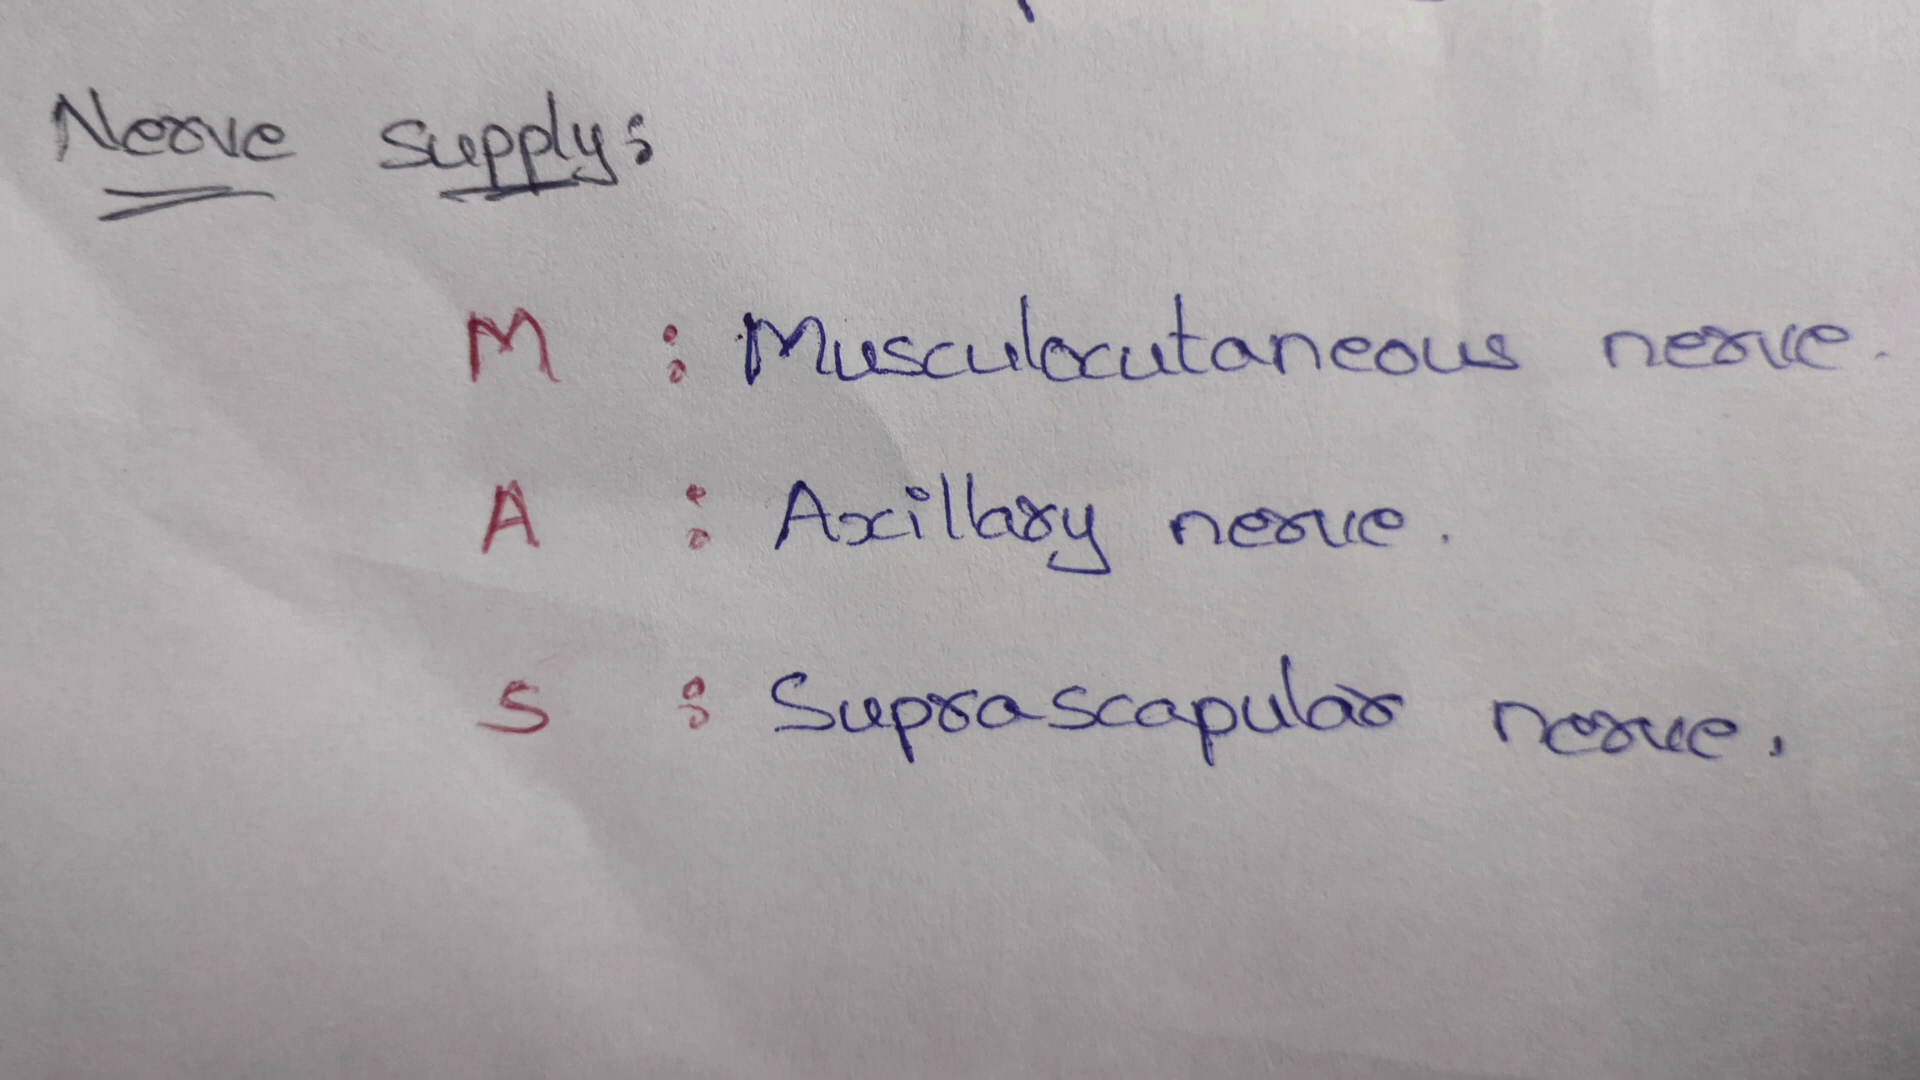 Nerve supply:
M : Musculocutaneous nerve.
A : Axillary nerve.
S : Suprascapular nerve.